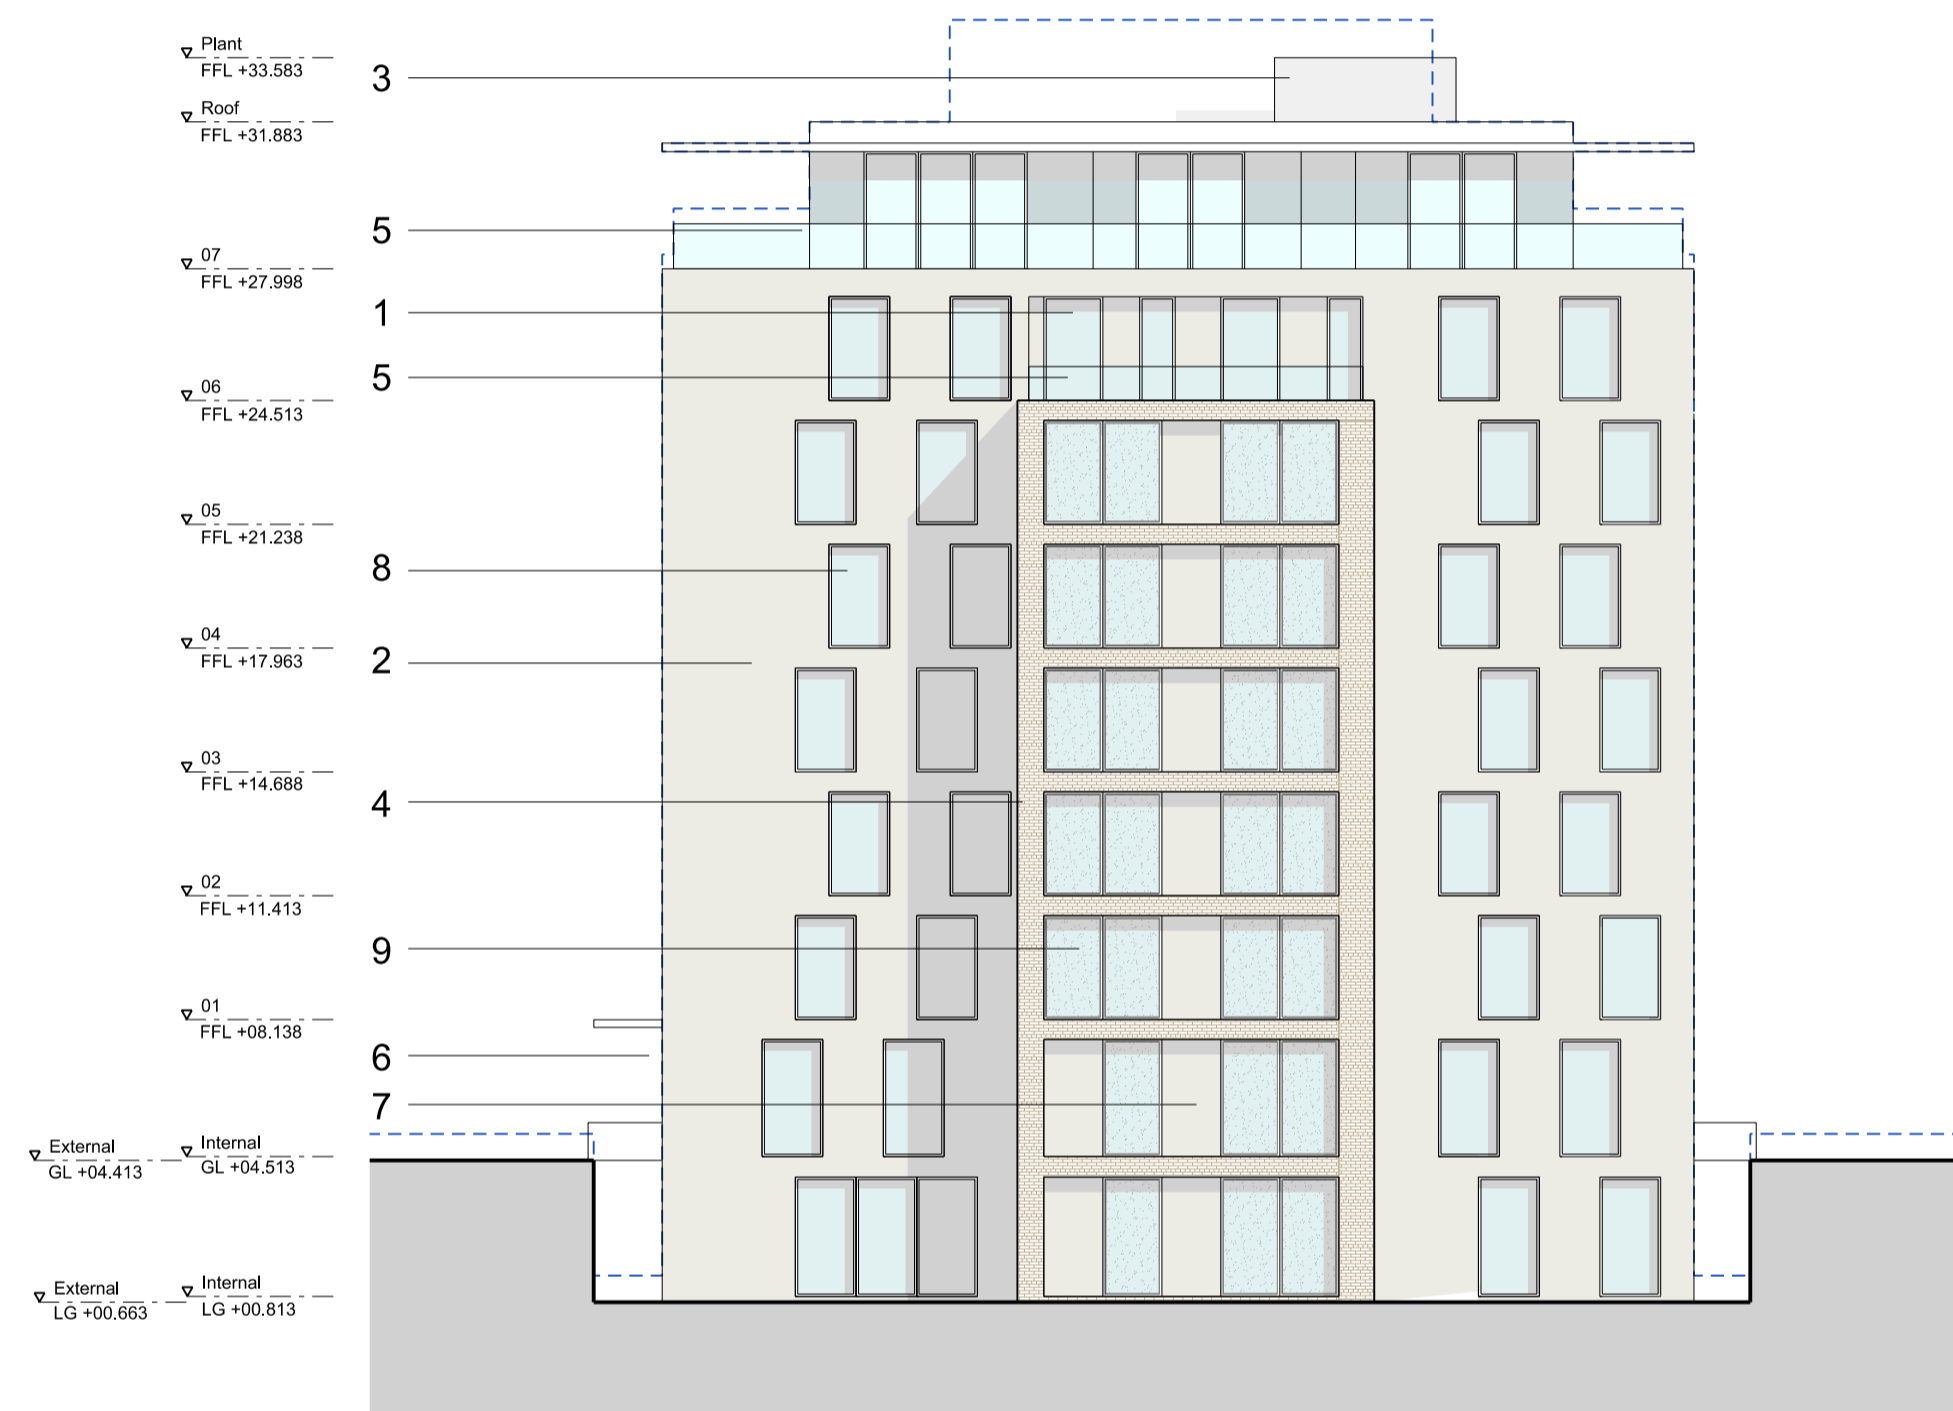 Plant
FFL +33.583
3
Roof
FFL +31.883
5
07
FFL +27.998
1
5
06
FFL +24.513
05
FFL +21.238
8
04
FFL +17.963
2
03
FFL +14.688
4
02
FFL +11.413
9
01
FFL +08.138
6
7
External
GL +04.413
Internal
GL +04.513
External
LG +00.663
Internal
LG +00.813